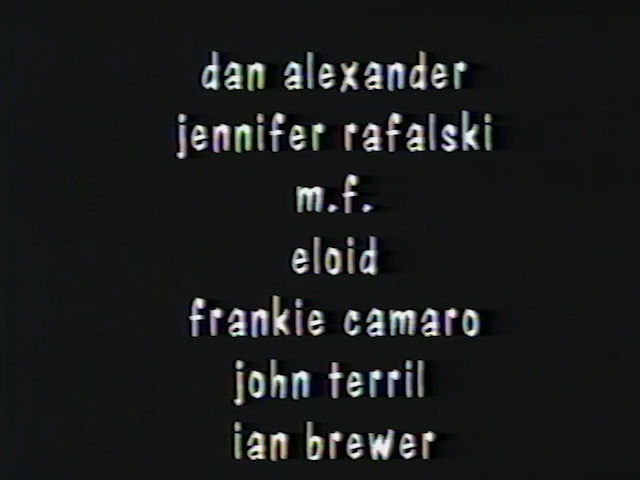 dan alexander
jennifer rafalski
m.f.
eloid
frankie camaro
john terril
ian brewer